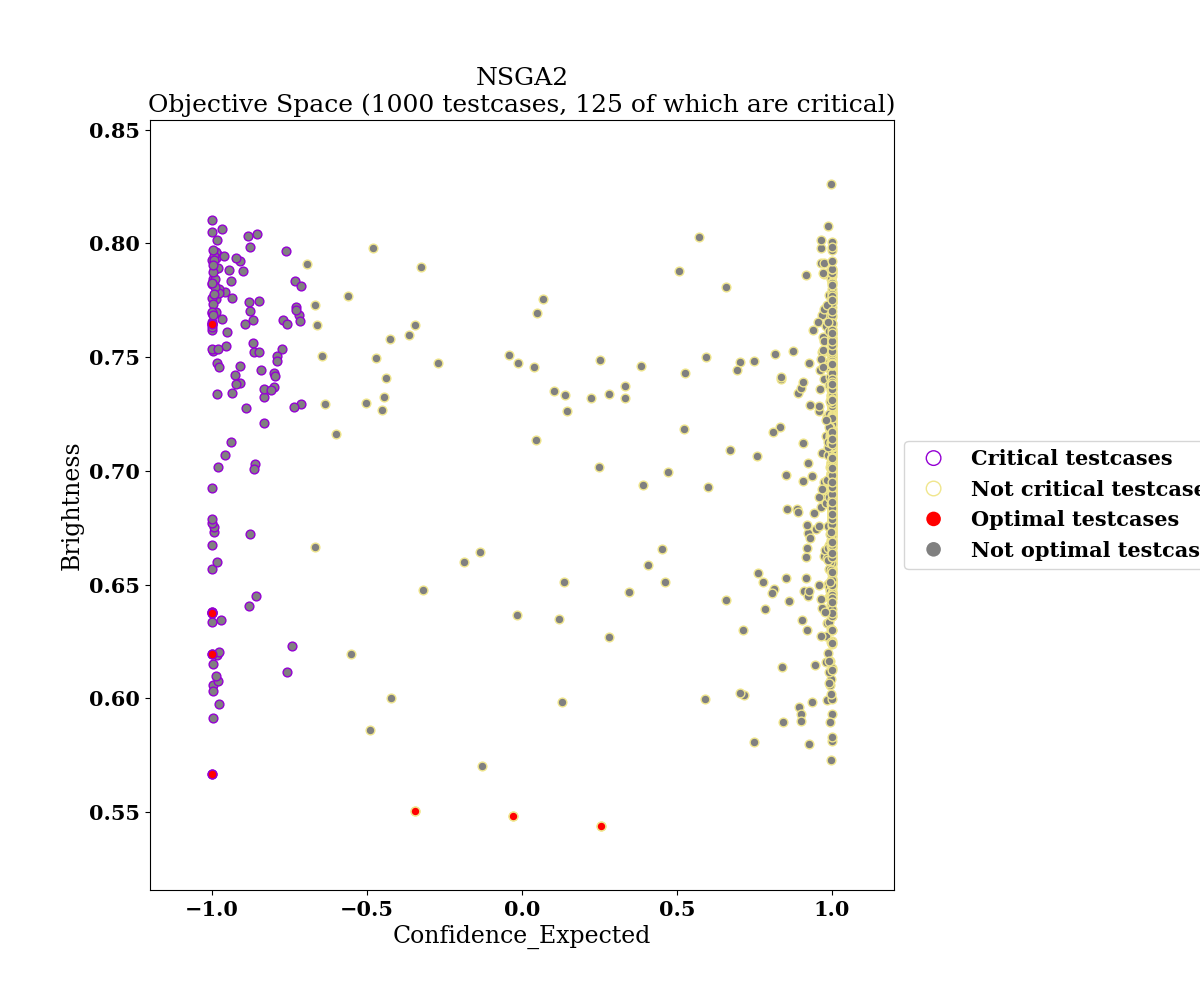 NSGA2
Objective Space (1000 testcases, 125 of which are critical)
0.85
0.80
0.75
0.70
0.65
0.60
0.55
Brightness
−1.0
−0.5
0.0
0.5
1.0
Confidence_Expected
Critical testcases
Not critical testcase
Optimal testcases
Not optimal testcas